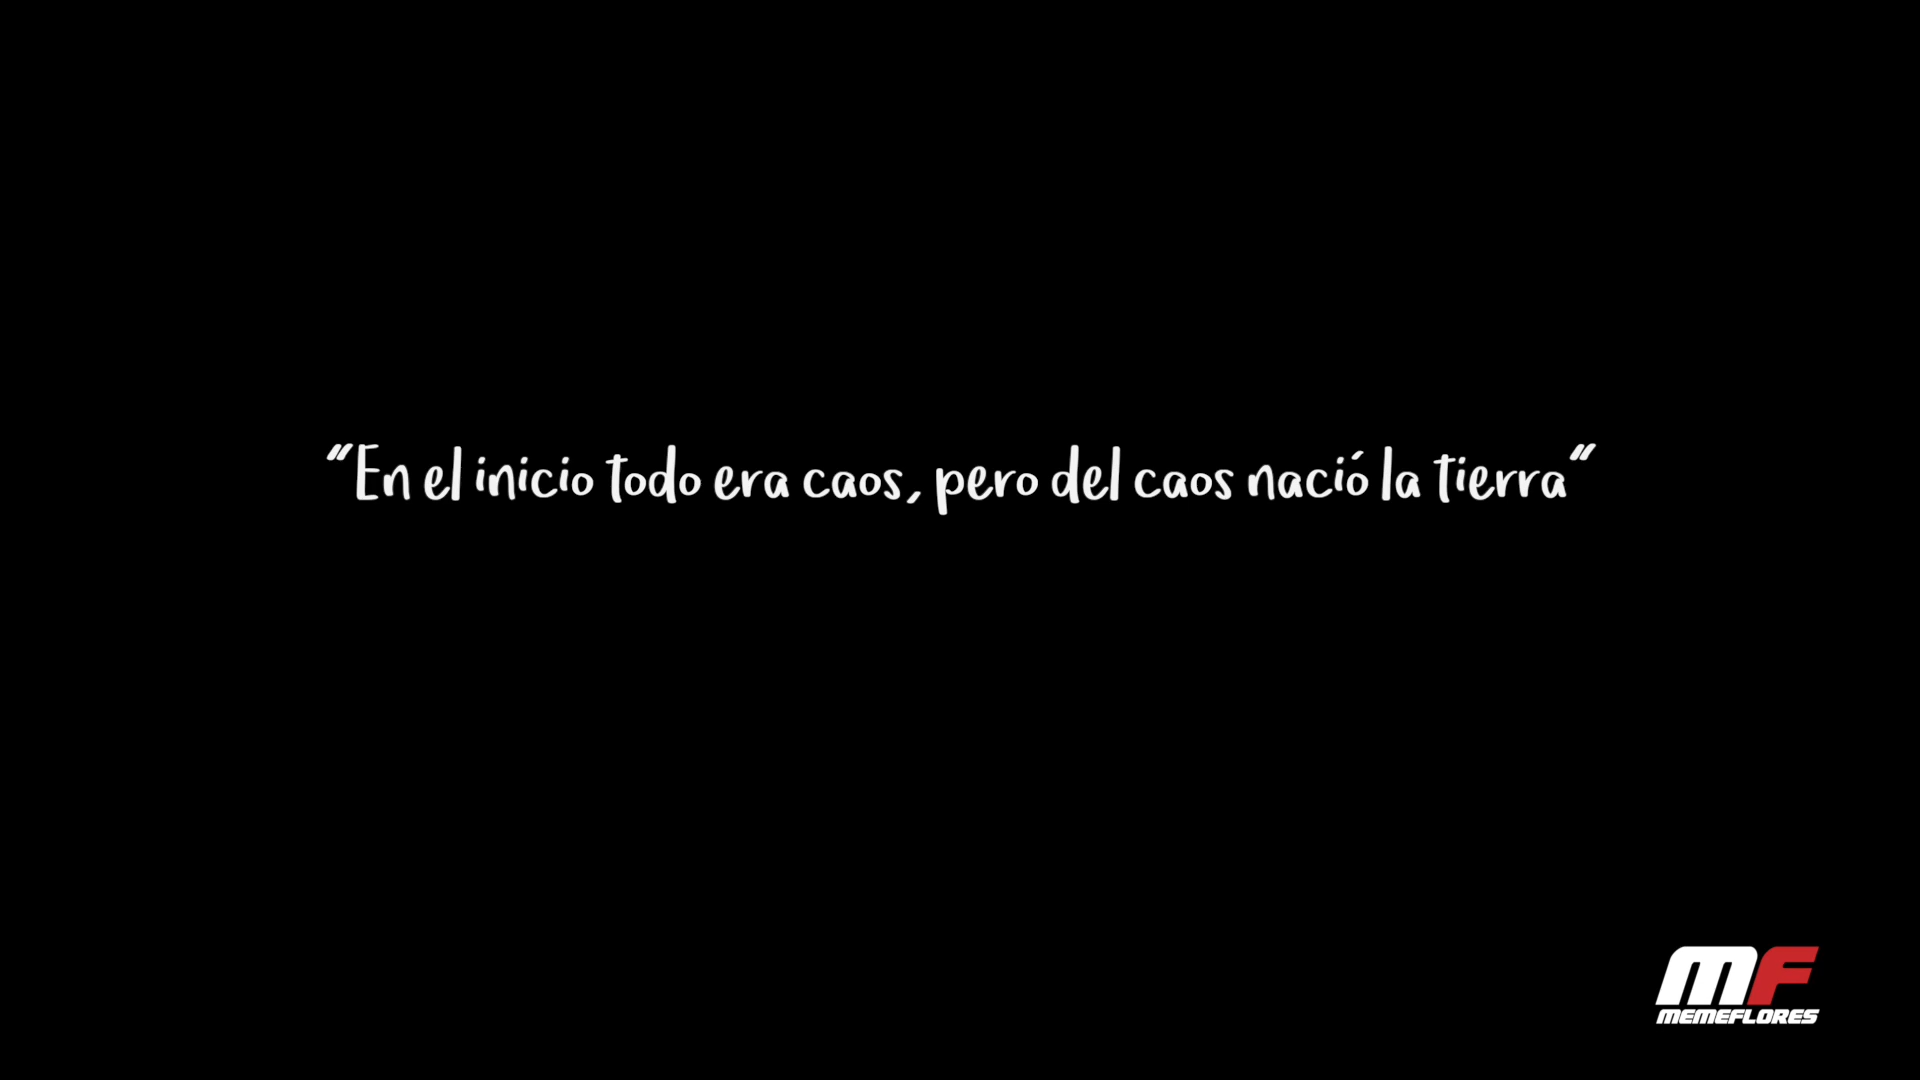 “En el inicio todo era caos, pero del caos nació la tierra“
MF
MEMEFLORES